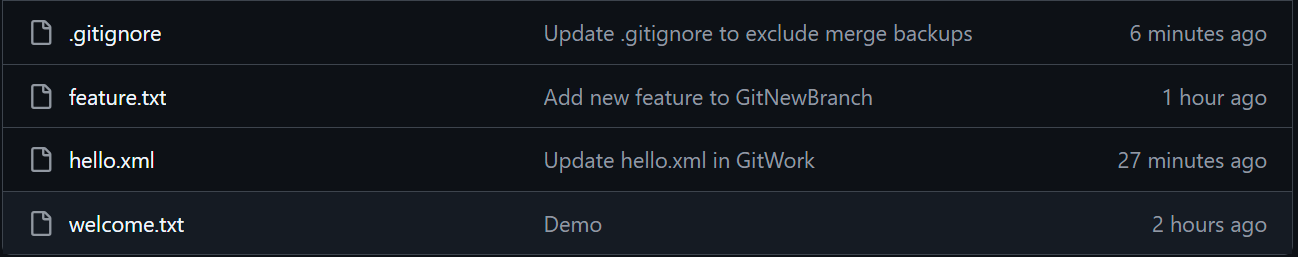 .gitignore Update .gitignore to exclude merge backups 6 minutes ago
feature.txt Add new feature to GitNewBranch 1 hour ago
hello.xml Update hello.xml in GitWork 27 minutes ago
welcome.txt Demo 2 hours ago